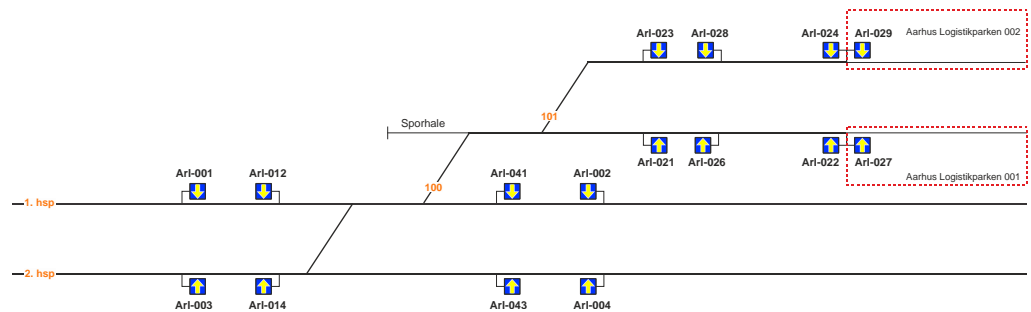 Arl-023 Arl-028 Arl-024 Arl-029 Aarhus Logistikparken 002
101
Sporhale
Arl-021 Arl-026 Arl-022 Arl-027
Aarhus Logistikparken 001
Arl-001 Arl-012 Arl-041 Arl-002
100
1. hsp
2. hsp
Arl-003 Arl-014 Arl-043 Arl-004